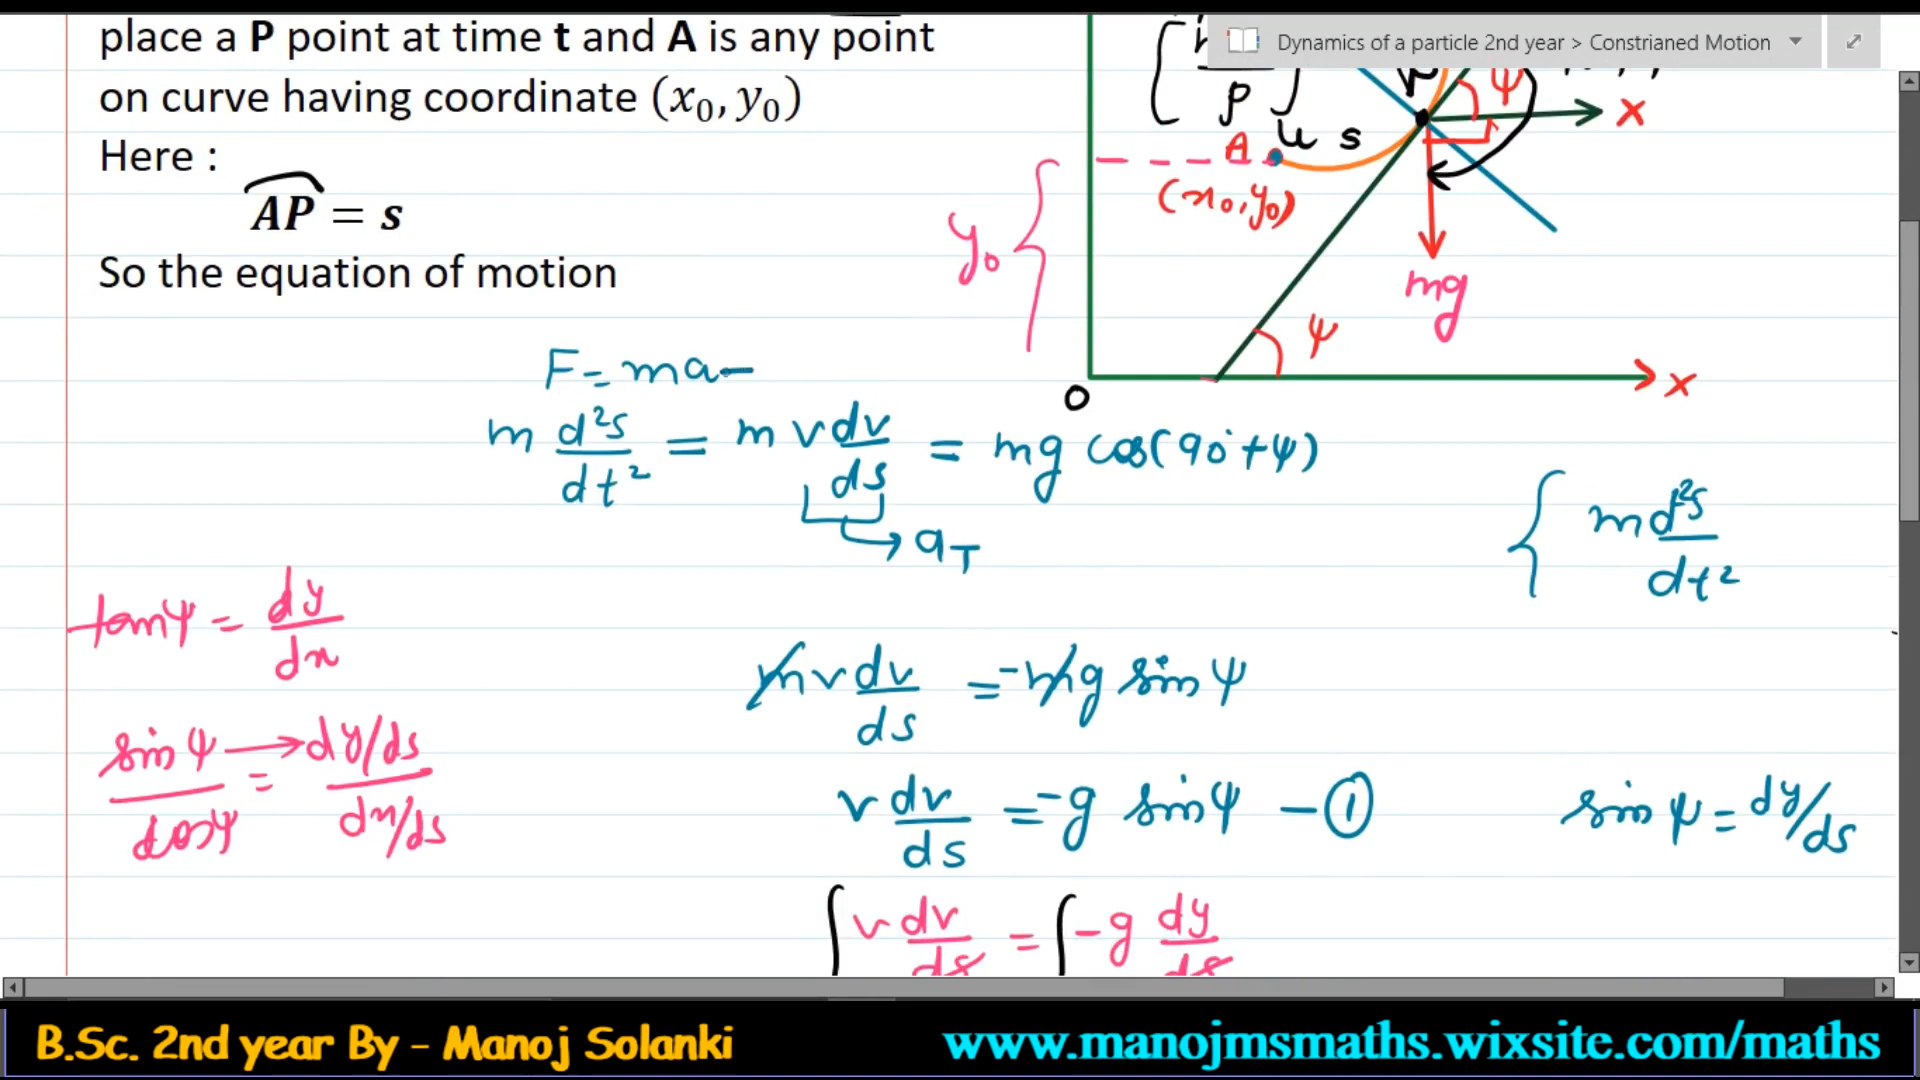 place a P point at time t and A is any point
on curve having coordinate (x₀, y₀)
Here :
AP = s
So the equation of motion
Dynamics of a particle 2nd year > Constrianed Motion
ρ
ψ
x
A
u s
(x₀, y₀)
y₀
mg
ψ
O
x
F = ma
m d²s/dt² = m v dv/ds = mg cos(90°+ψ)
a_T
{ m d²s/dt²
tanψ = dy/dx
m v dv/ds = -mg sinψ
sinψ/cosψ = dy/ds / dx/ds
v dv/ds = -g sinψ - ①
sinψ = dy/ds
∫ v dv/ds = ∫ -g dy/ds
B.Sc. 2nd year By - Manoj Solanki
www.manojmsmaths.wixsite.com/maths